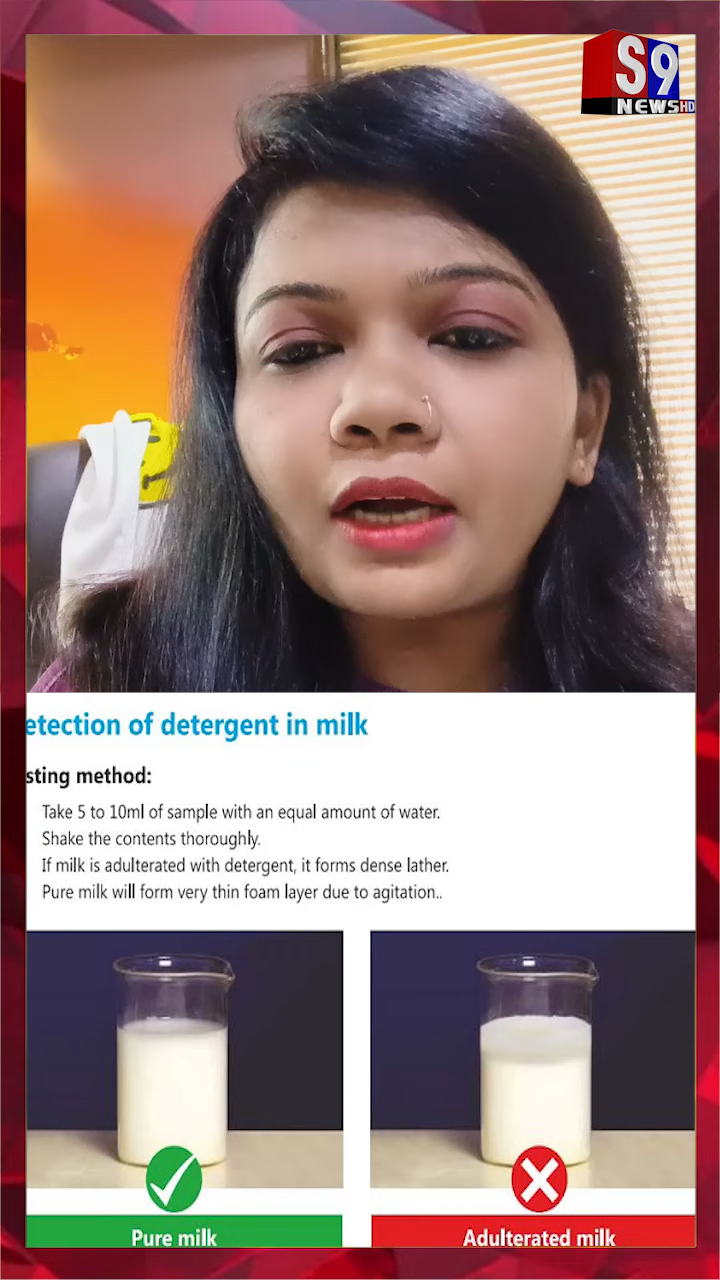 S9
NEWS HD
etection of detergent in milk
sting method:
Take 5 to 10ml of sample with an equal amount of water.
Shake the contents thoroughly.
If milk is adulterated with detergent, it forms dense lather.
Pure milk will form very thin foam layer due to agitation..
Pure milk
Adulterated milk